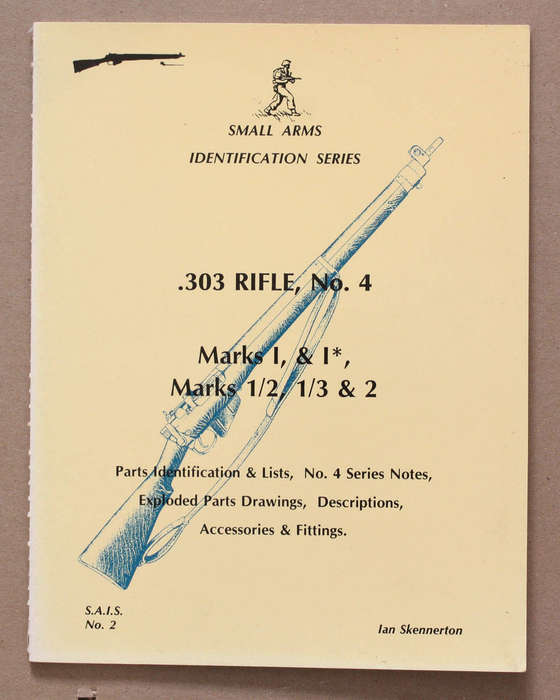 SMALL ARMS
IDENTIFICATION SERIES
.303 RIFLE, No. 4
Marks I, & I*,
Marks 1/2, 1/3 & 2
Parts Identification & Lists, No. 4 Series Notes,
Exploded Parts Drawings, Descriptions,
Accessories & Fittings.
S.A.I.S.
No. 2
Ian Skennerton